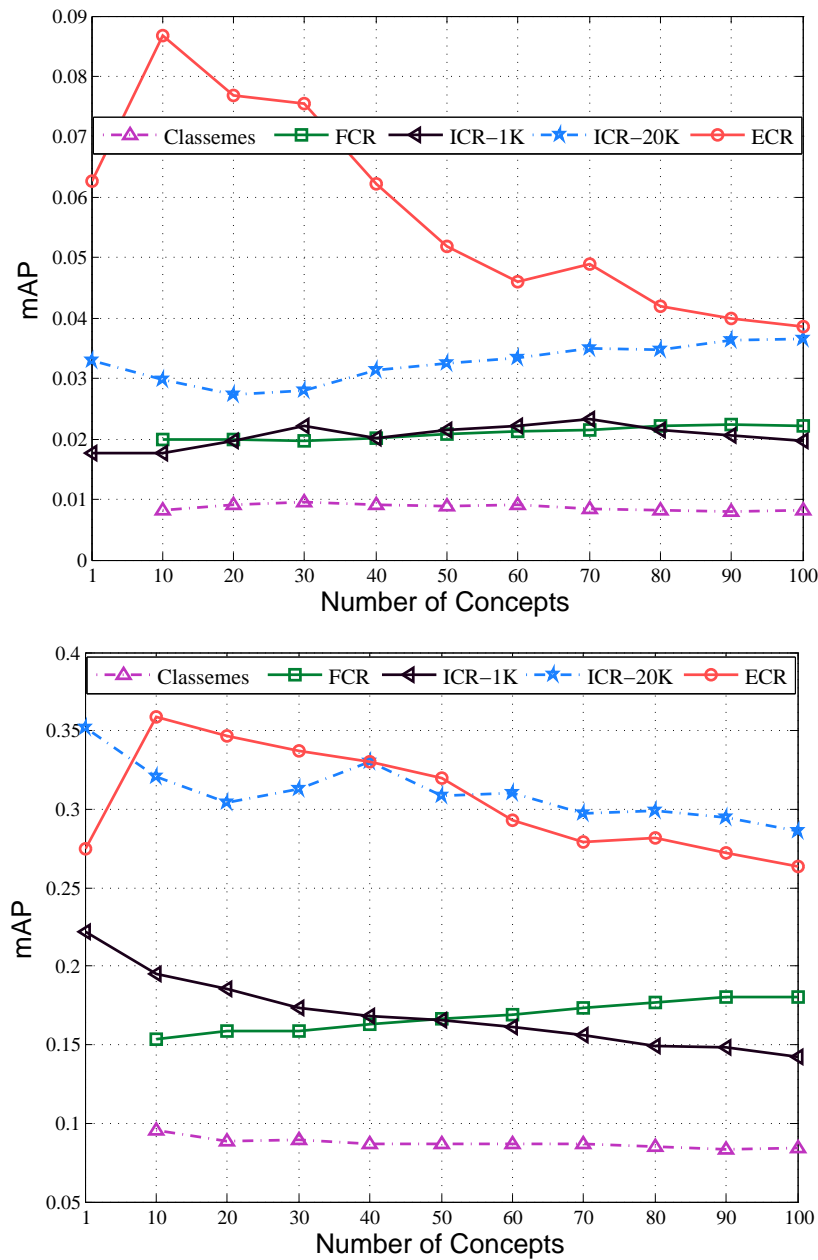 0.09
0.08
0.07
Classemes FCR ICR−1K ICR−20K ECR
0.06
0.05
mAP
0.04
0.03
0.02
0.01
0
1 10 20 30 40 50 60 70 80 90 100
Number of Concepts
0.4
Classemes FCR ICR−1K ICR−20K ECR
0.35
0.3
0.25
mAP
0.2
0.15
0.1
0.05
1 10 20 30 40 50 60 70 80 90 100
Number of Concepts